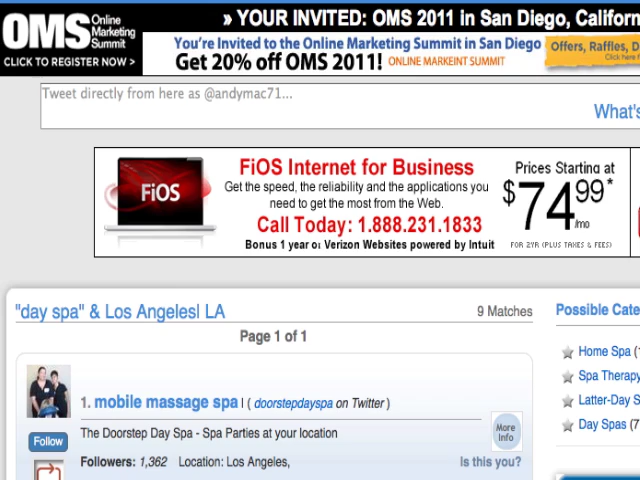 OMS Online Marketing Summit
CLICK TO REGISTER NOW >
» YOUR INVITED: OMS 2011 in San Diego, Californ
You're Invited to the Online Marketing Summit in San Diego
Get 20% off OMS 2011! ONLINE MARKEINT SUMMIT
Offers, Raffles, D
Click here f
Tweet directly from here as @andymac71...
What's
FiOS
FiOS Internet for Business
Get the speed, the reliability and the applications you
need to get the most from the Web.
Call Today: 1.888.231.1833
Bonus 1 year of Verizon Websites powered by Intuit
Prices Starting at
$74.99*
/mo
FOR 2YR (PLUS TAXES & FEES)
"day spa" & Los Angelesl LA
9 Matches
Page 1 of 1
1. mobile massage spa l ( doorstepdayspa on Twitter )
The Doorstep Day Spa - Spa Parties at your location
Follow
Followers: 1,362 Location: Los Angeles,
More
Info
Is this you?
Possible Cate
Home Spa (1
Spa Therapy
Latter-Day S
Day Spas (7